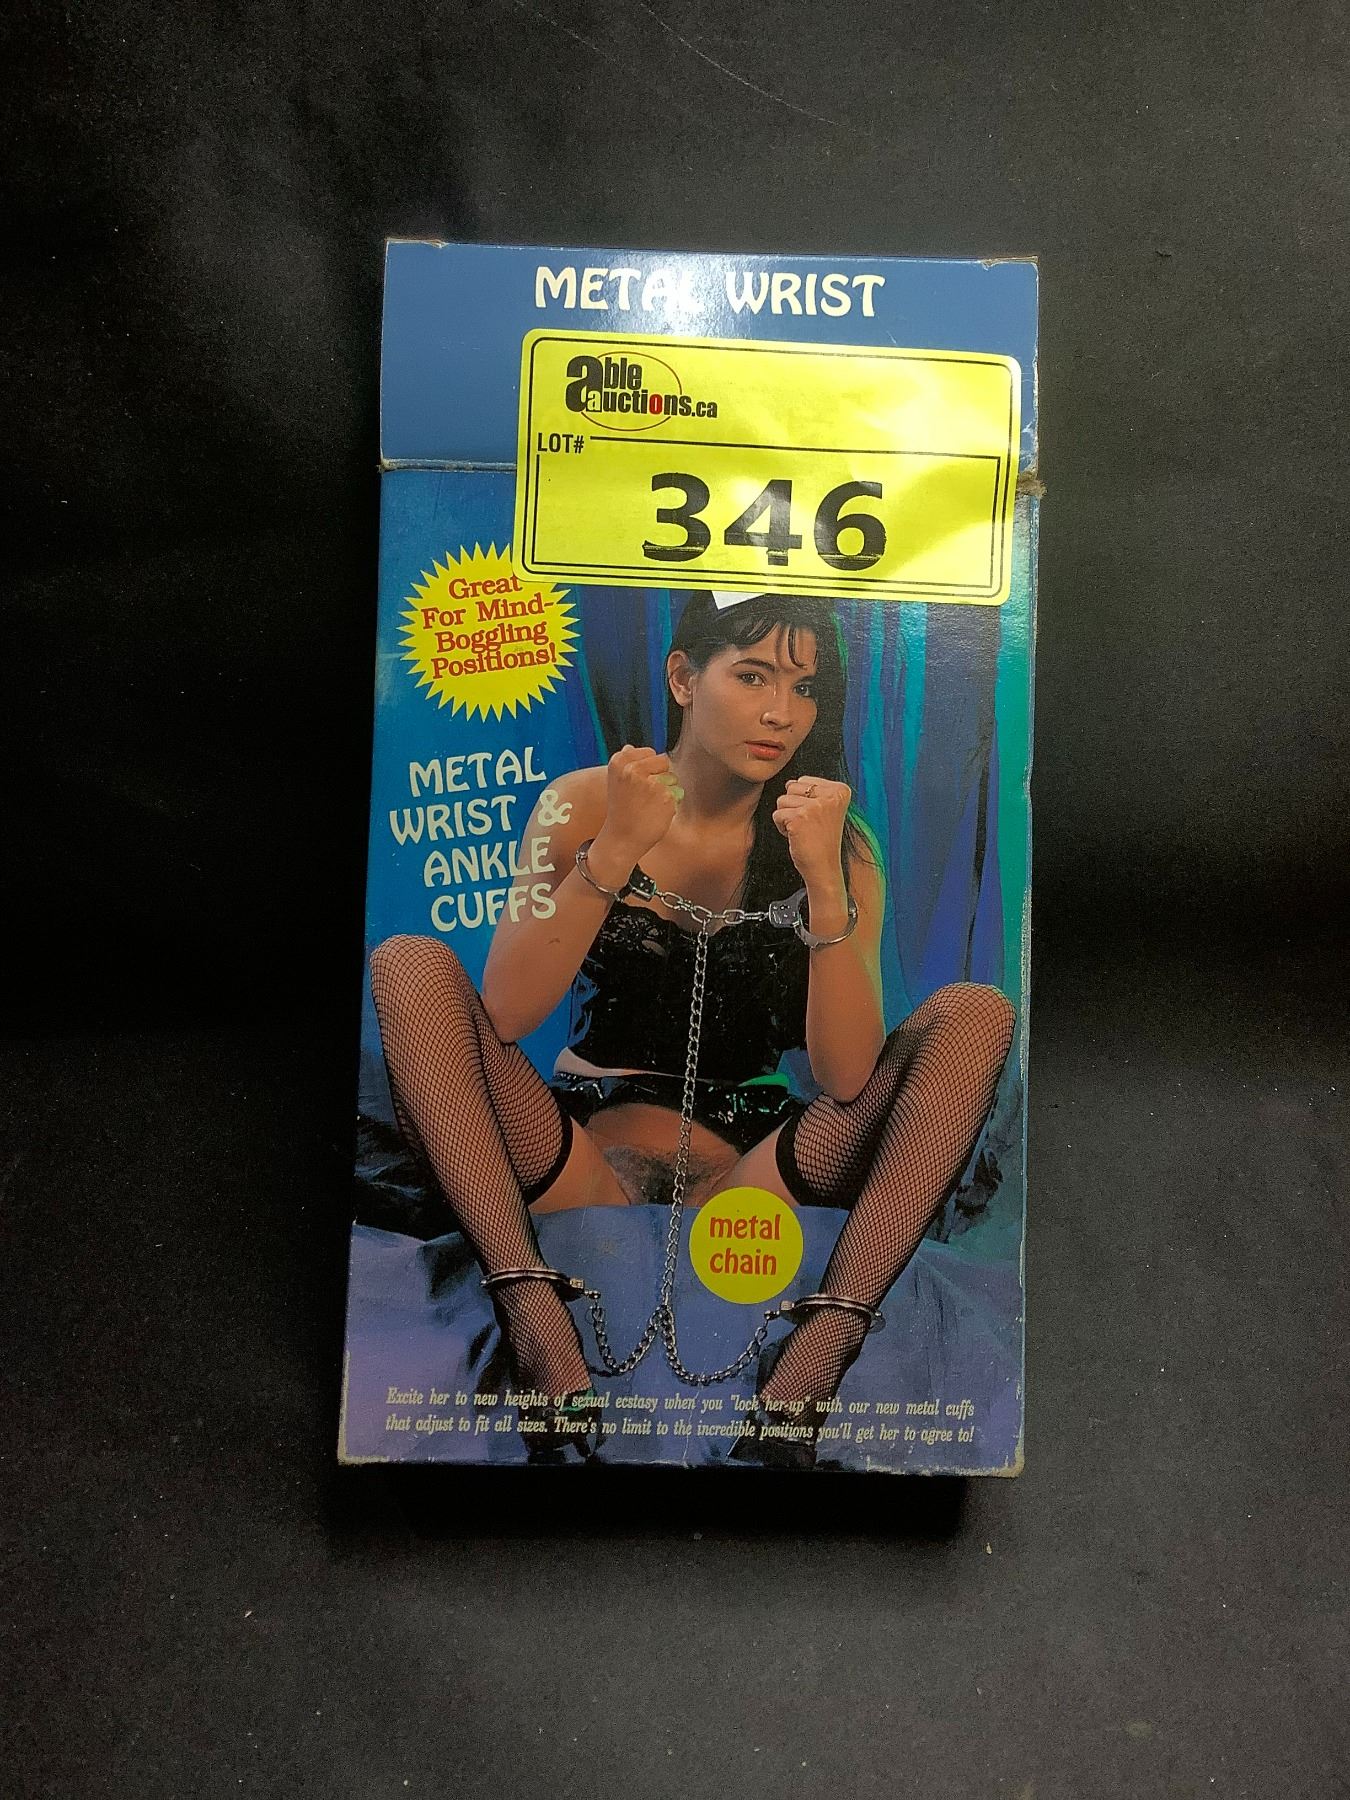 METAL WRIST
able
auctions.ca
LOT#
346
Great
For Mind-
Boggling
Positions!
METAL
WRIST &
ANKLE
CUFFS
metal
chain
Excite her to new heights of sexual ecstasy when you "lock her-up" with our new metal cuffs
that adjust to fit all sizes. There's no limit to the incredible positions you'll get her to agree to!